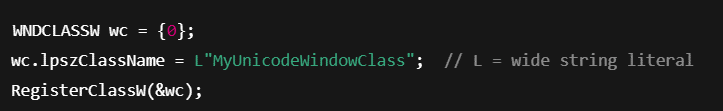 WNDCLASSW wc = {0};
wc.lpszClassName = L"MyUnicodeWindowClass";  // L = wide string literal
RegisterClassW(&wc);